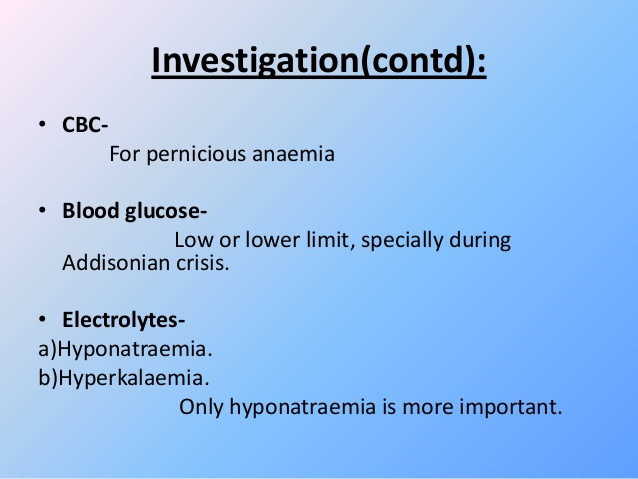 Investigation(contd):
• CBC-
For pernicious anaemia
• Blood glucose-
Low or lower limit, specially during
Addisonian crisis.
• Electrolytes-
a)Hyponatraemia.
b)Hyperkalaemia.
Only hyponatraemia is more important.